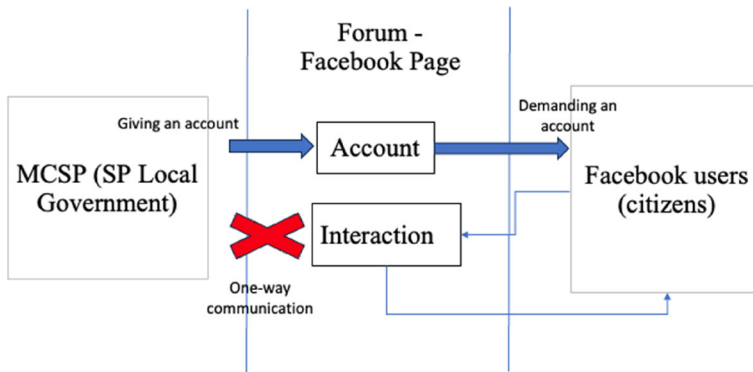 Forum -
Facebook Page
Giving an account
Demanding an
account
Account
MCSP (SP Local
Government)
Facebook users
(citizens)
Interaction
One-way
communication